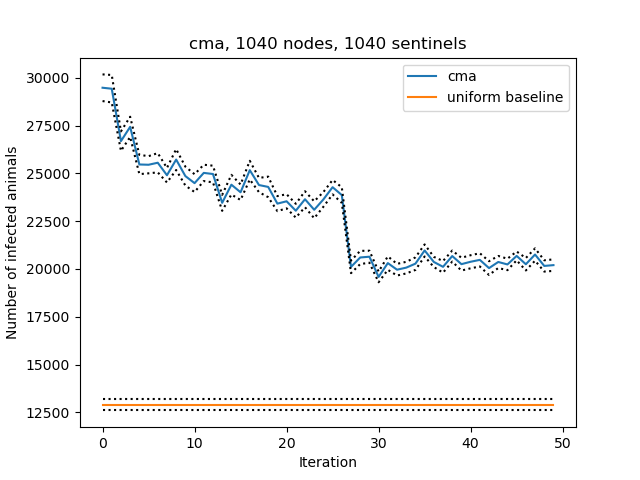 cma, 1040 nodes, 1040 sentinels
cma
uniform baseline
Number of infected animals
30000
27500
25000
22500
20000
17500
15000
12500
0 10 20 30 40 50
Iteration